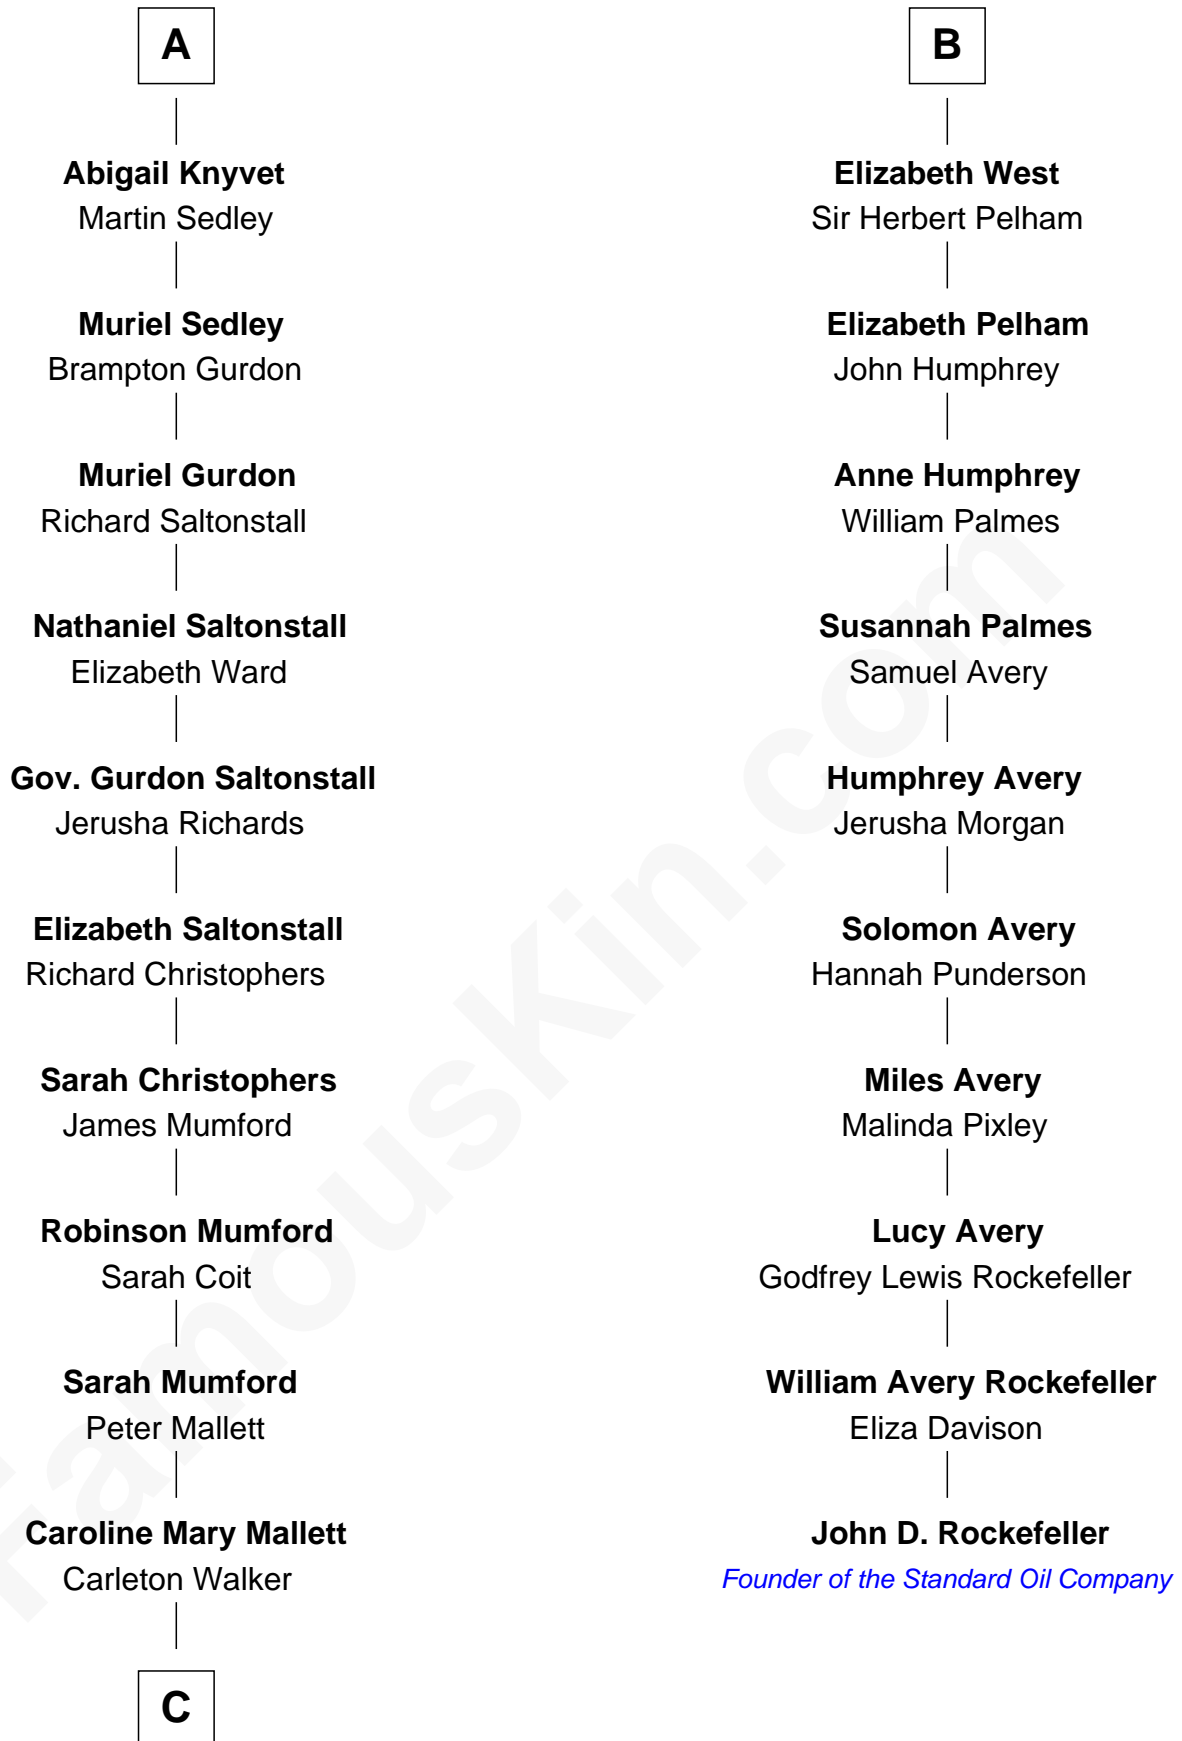 A
Abigail Knyvet
Martin Sedley
Muriel Sedley
Brampton Gurdon
Muriel Gurdon
Richard Saltonstall
Nathaniel Saltonstall
Elizabeth Ward
Gov. Gurdon Saltonstall
Jerusha Richards
Elizabeth Saltonstall
Richard Christophers
Sarah Christophers
James Mumford
Robinson Mumford
Sarah Coit
Sarah Mumford
Peter Mallett
Caroline Mary Mallett
Carleton Walker
C
B
Elizabeth West
Sir Herbert Pelham
Elizabeth Pelham
John Humphrey
Anne Humphrey
William Palmes
Susannah Palmes
Samuel Avery
Humphrey Avery
Jerusha Morgan
Solomon Avery
Hannah Punderson
Miles Avery
Malinda Pixley
Lucy Avery
Godfrey Lewis Rockefeller
William Avery Rockefeller
Eliza Davison
John D. Rockefeller
Founder of the Standard Oil Company
FamousKin.com